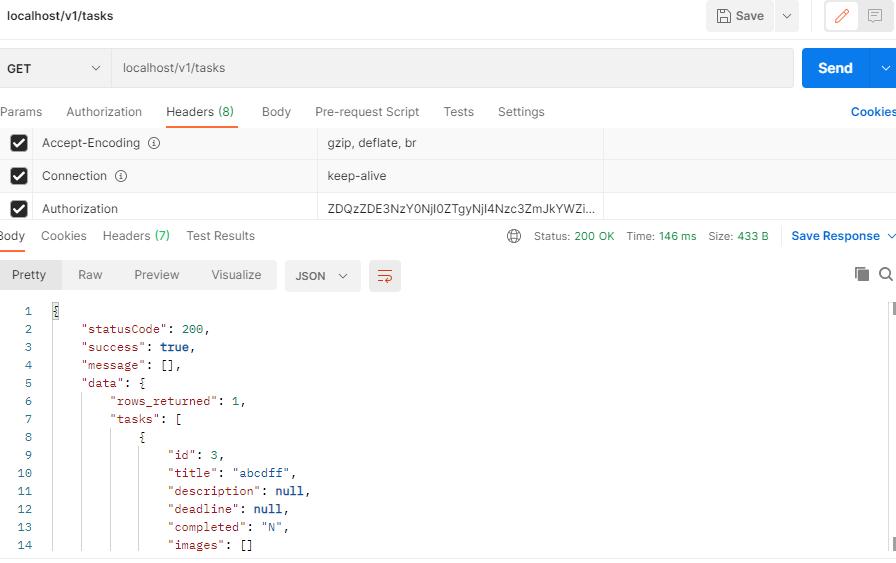 localhost/v1/tasks Save
GET localhost/v1/tasks Send
Params Authorization Headers (8) Body Pre-request Script Tests Settings Cookies
Accept-Encoding gzip, deflate, br
Connection keep-alive
Authorization ZDQzZDE3NzY0NjI0ZTgyNjI4Nzc3ZmJkYWZi...
Body Cookies Headers (7) Test Results Status: 200 OK Time: 146 ms Size: 433 B Save Response
Pretty Raw Preview Visualize JSON
1 {
2 "statusCode": 200,
3 "success": true,
4 "message": [],
5 "data": {
6 "rows_returned": 1,
7 "tasks": [
8 {
9 "id": 3,
10 "title": "abcdff",
11 "description": null,
12 "deadline": null,
13 "completed": "N",
14 "images": []